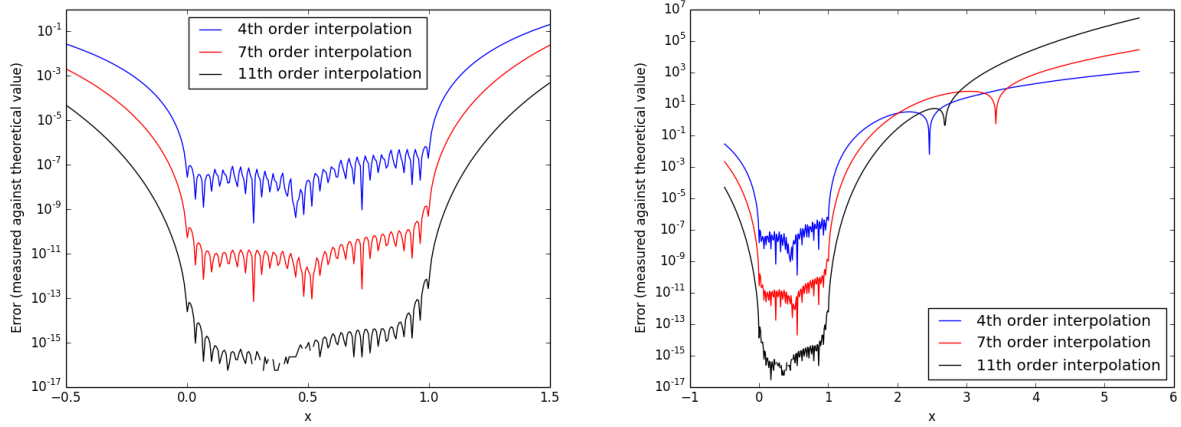 10^-1
10^-3
10^-5
10^-7
10^-9
10^-11
10^-13
10^-15
10^-17
Error (measured against theoretical value)
4th order interpolation
7th order interpolation
11th order interpolation
−0.5 0.0 0.5 1.0 1.5
x
10^7
10^5
10^3
10^1
10^-1
10^-3
10^-5
10^-7
10^-9
10^-11
10^-13
10^-15
10^-17
Error (measured against theoretical value)
4th order interpolation
7th order interpolation
11th order interpolation
−1 0 1 2 3 4 5 6
x